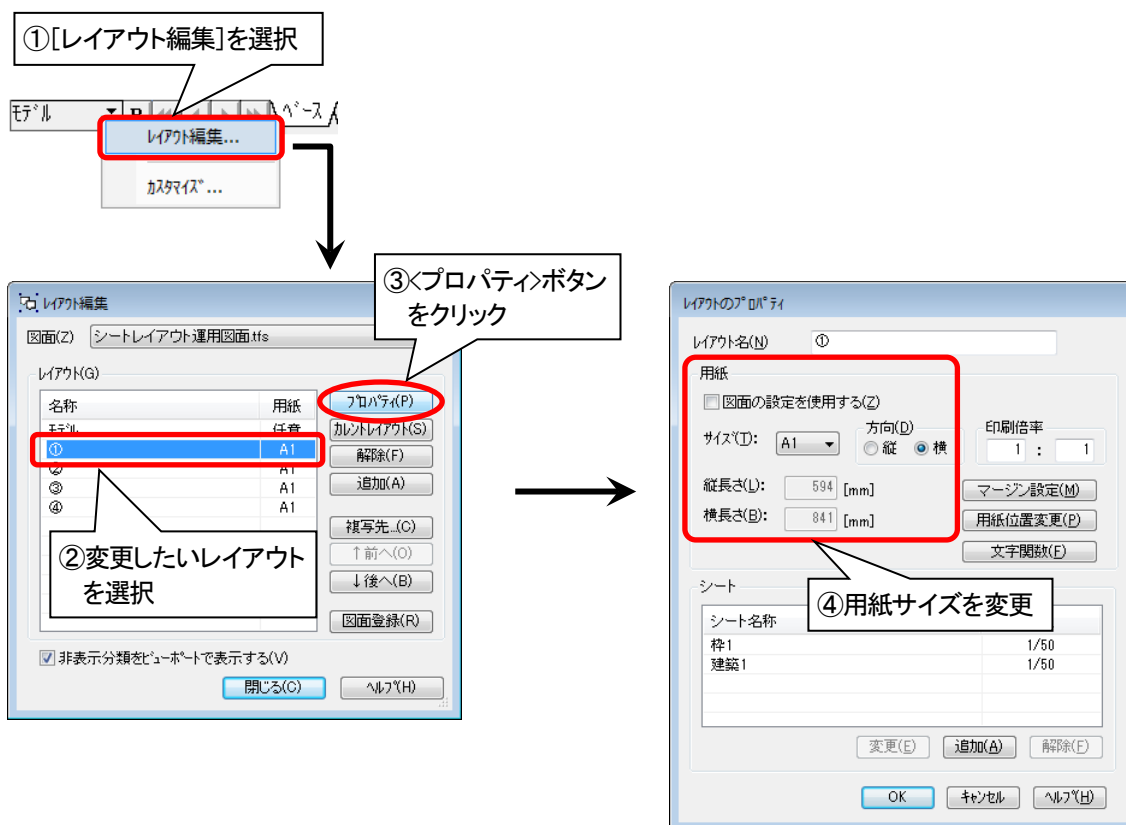 ①[レイアウト編集]を選択
ﾓﾃﾞﾙ
ﾍﾞｰｽ
ﾚｲｱｳﾄ編集...
ｶｽﾀﾏｲｽﾞ...
③<プロパティ>ボタン
をクリック
ﾚｲｱｳﾄ編集
図面(Z) シートレイアウト運用図面.tfs
ﾚｲｱｳﾄ(G)
名称 用紙
ﾓﾃﾞﾙ 任意
① A1
② A1
③ A1
④ A1
ﾌﾟﾛﾊﾟﾃｨ(P)
ｶﾚﾝﾄﾚｲｱｳﾄ(S)
解除(F)
追加(A)
複写先...(C)
↑前へ(O)
↓後へ(B)
図面登録(R)
②変更したいレイアウト
を選択
非表示分類をﾋﾞｭｰﾎﾟｰﾄで表示する(V)
閉じる(C) ﾍﾙﾌﾟ(H)
ﾚｲｱｳﾄのﾌﾟﾛﾊﾟﾃｨ
ﾚｲｱｳﾄ名(N) ①
用紙
図面の設定を使用する(Z)
ｻｲｽﾞ(T): A1
方向(D)
縦 横
印刷倍率
1 : 1
縦長さ(L): 594 [mm]
横長さ(B): 841 [mm]
マージン設定(M)
用紙位置変更(P)
文字関数(F)
④用紙サイズを変更
シート
シート名称
枠1 1/50
建築1 1/50
変更(E) 追加(A) 解除(F)
OK ｷｬﾝｾﾙ ﾍﾙﾌﾟ(H)